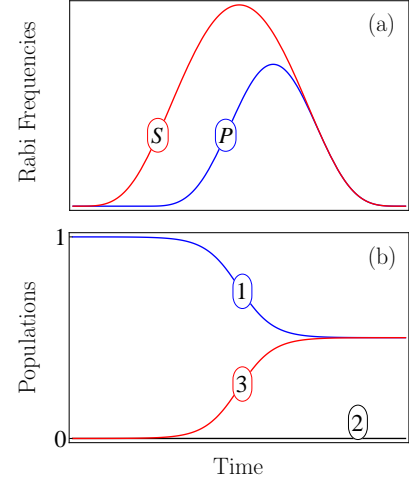 (a)
Rabi Frequencies
S
P
1
(b)
1
Populations
3
2
0
Time